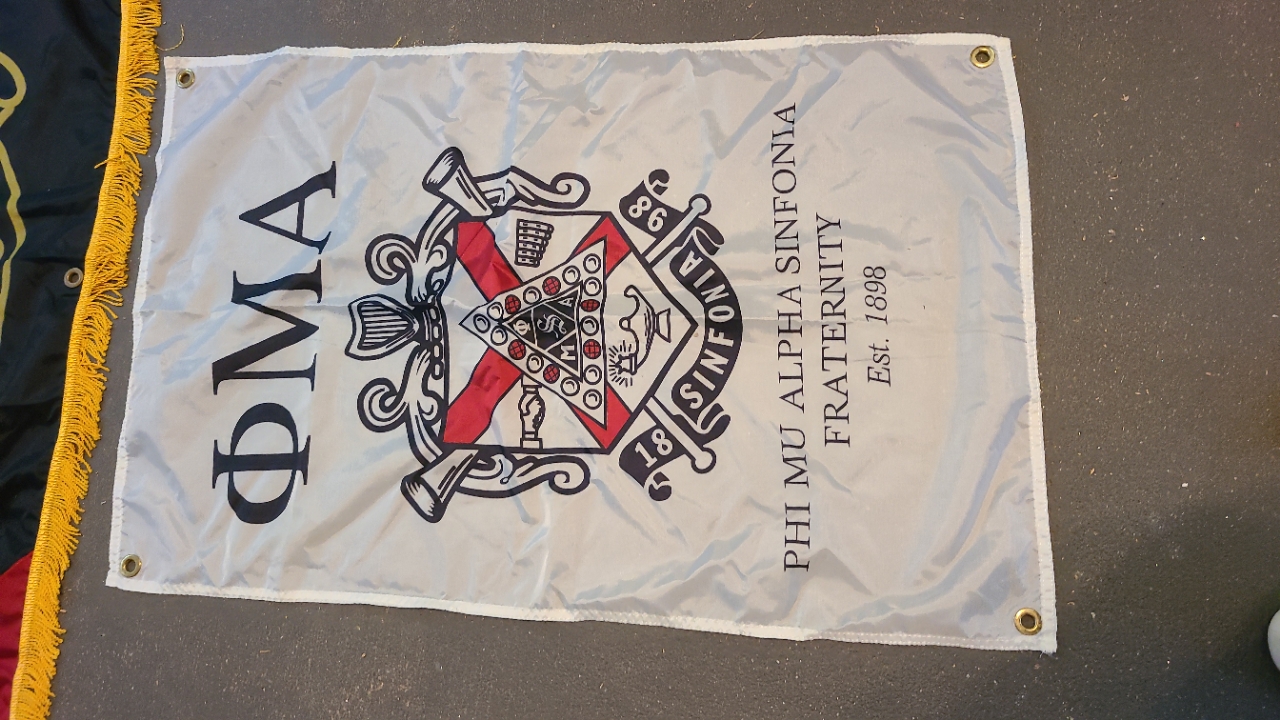 ΦΜΑ
Φ Μ Α
S
18 98
SINFONIA
PHI MU ALPHA SINFONIA
FRATERNITY
Est. 1898